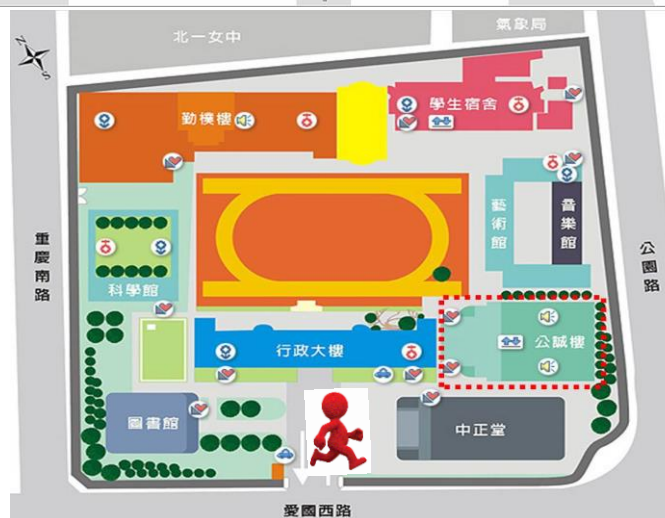 北一女中
氣象局
N
S
勤樸樓
學生宿舍
藝術館
音樂館
重慶南路
公園路
科學館
行政大樓
公誠樓
圖書館
中正堂
愛國西路